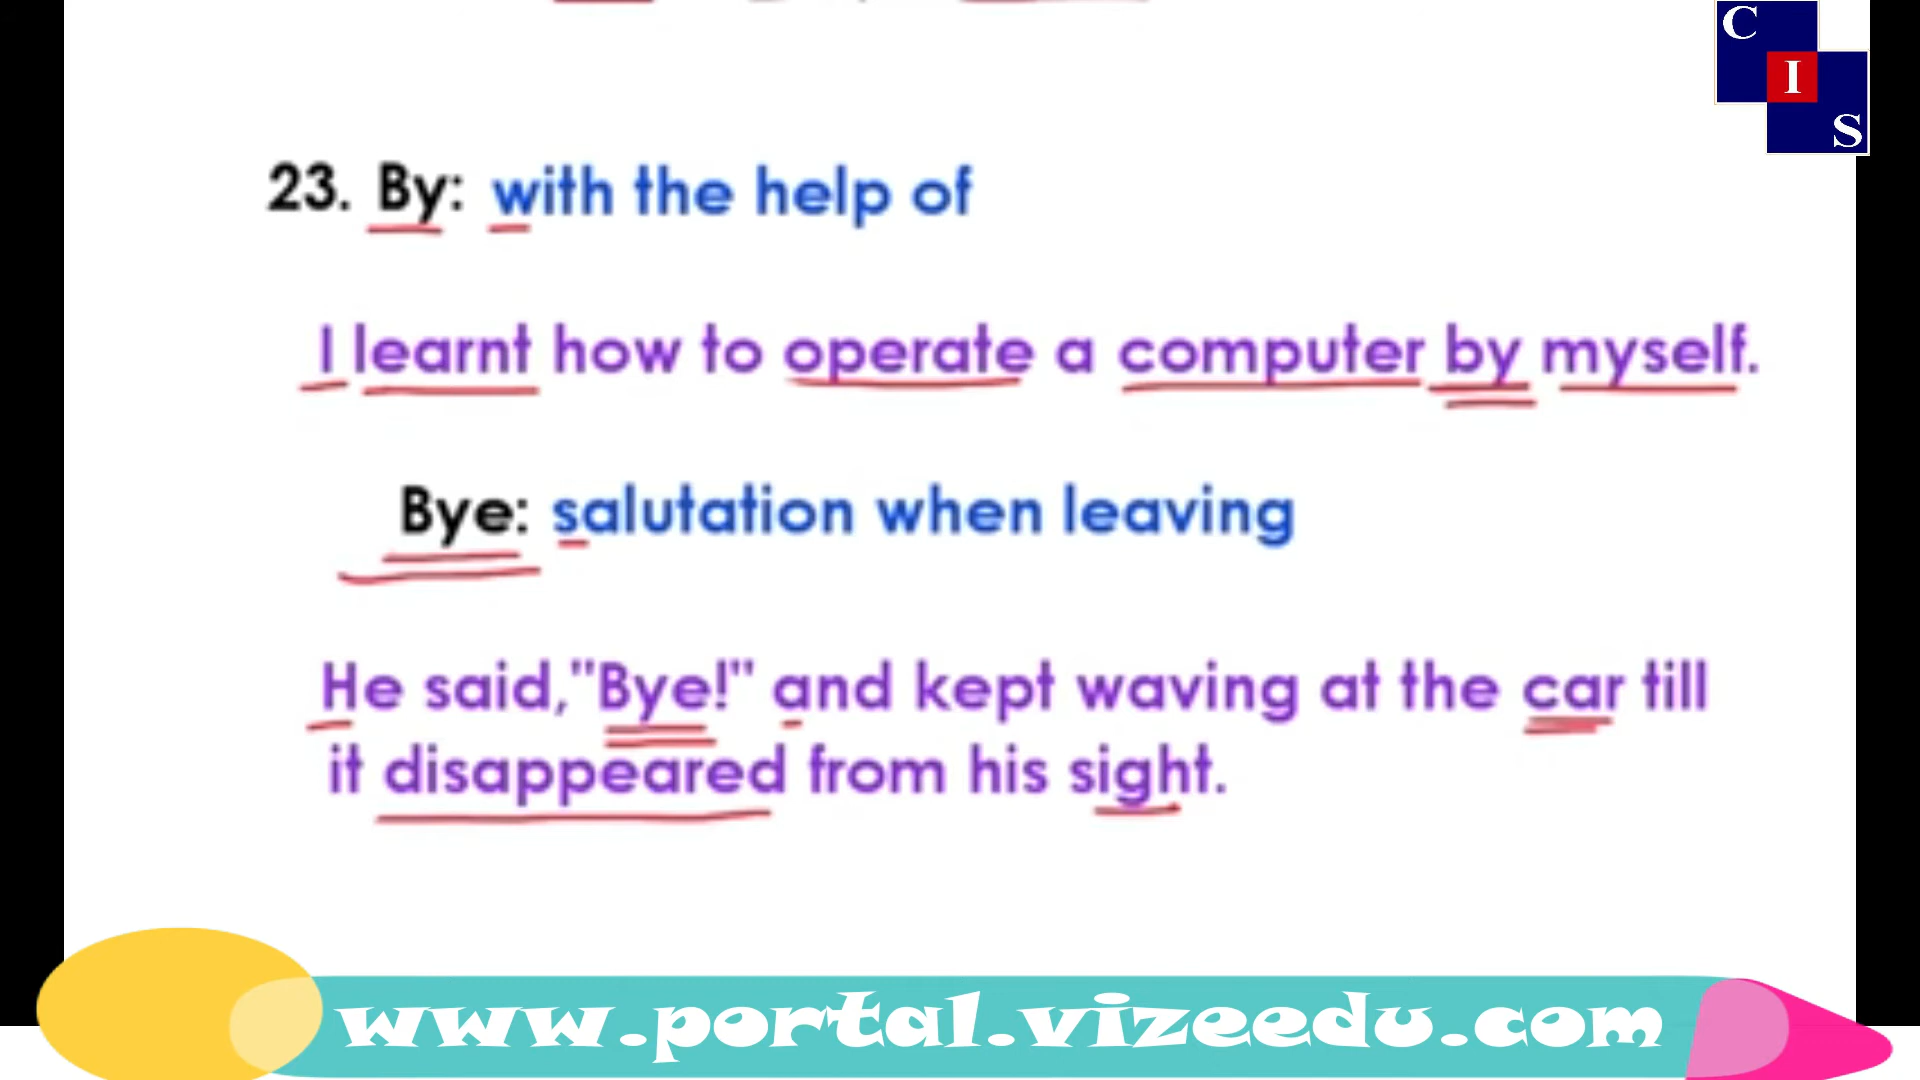 C
I
S
23. By: with the help of
I learnt how to operate a computer by myself.
Bye: salutation when leaving
He said,"Bye!" and kept waving at the car till
it disappeared from his sight.
www.portal.vizeedu.com